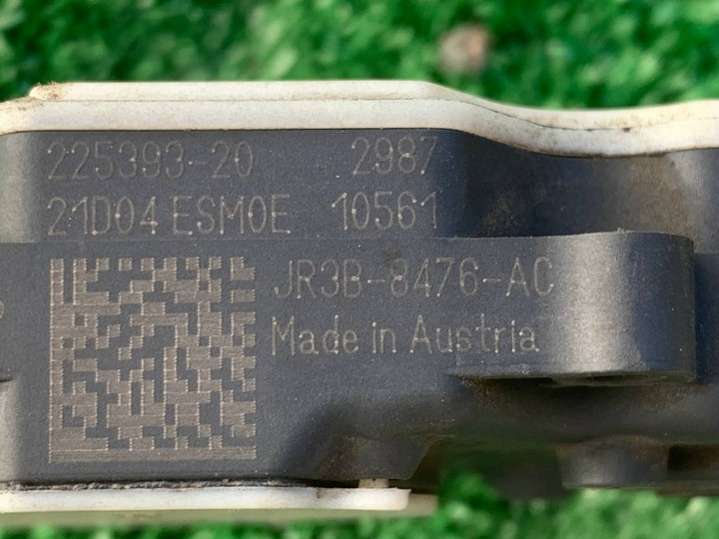 225393-20 2987
21D04 ESM0E 10561
JR3B-8476-AC
Made in Austria